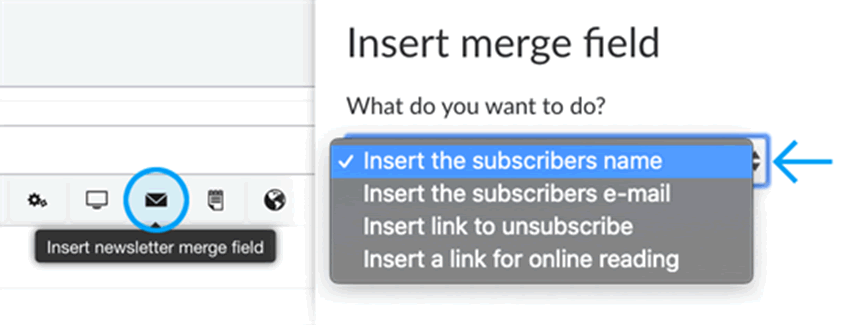 Insert merge field
What do you want to do?
✓ Insert the subscribers name
Insert the subscribers e-mail
Insert link to unsubscribe
Insert a link for online reading
Insert newsletter merge field